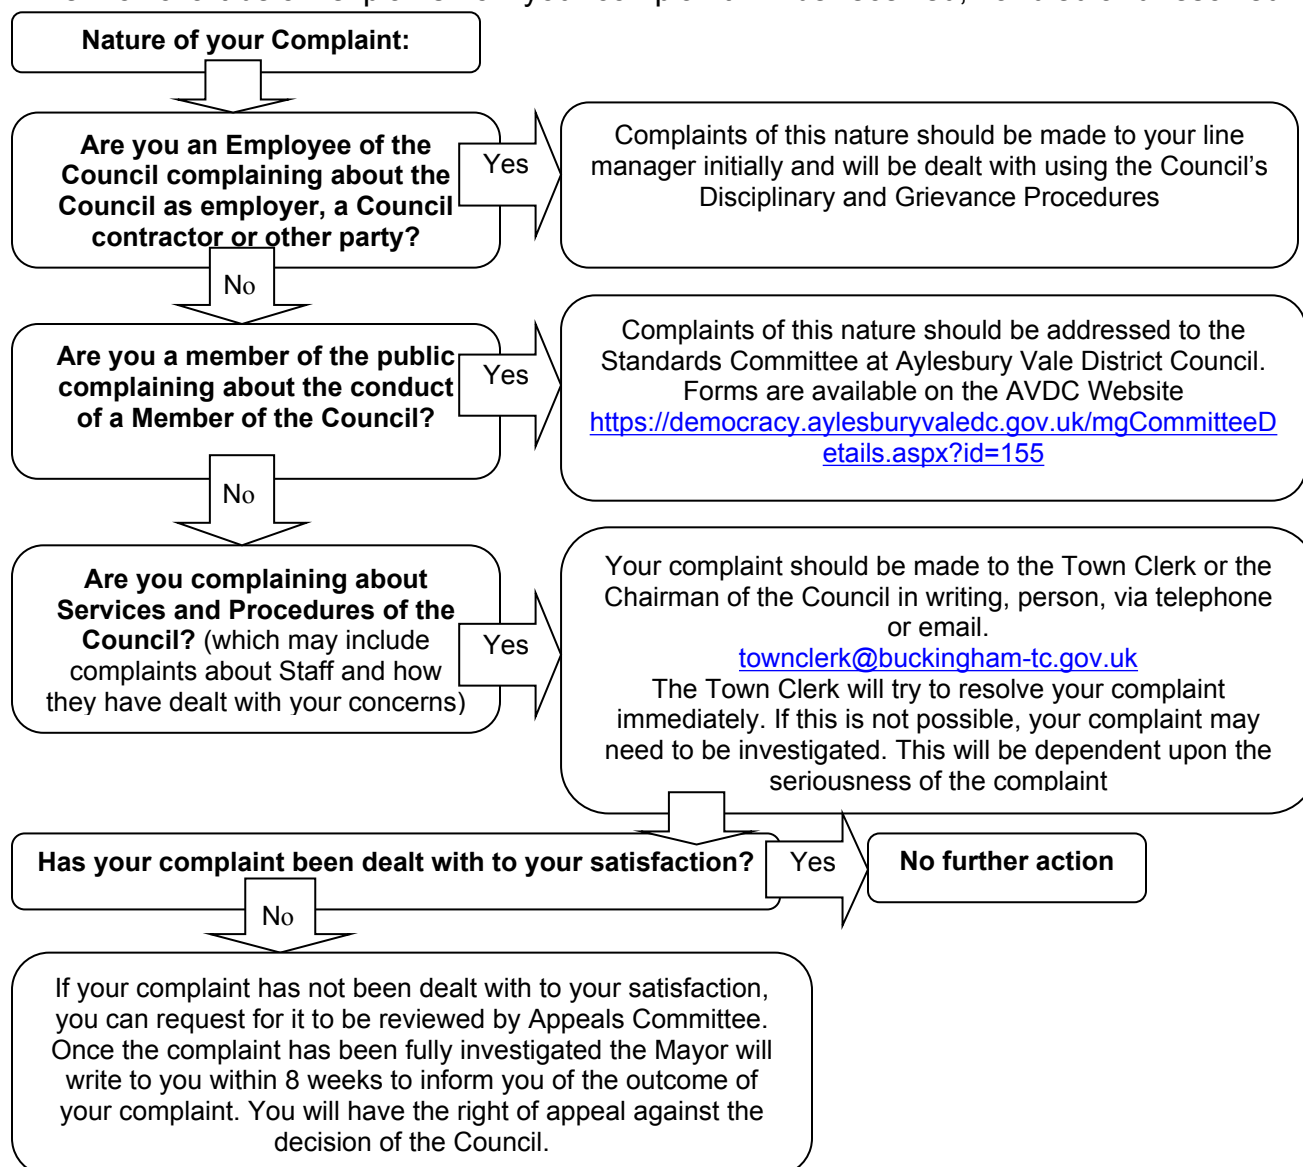 Nature of your Complaint:
Are you an Employee of the
Council complaining about the
Council as employer, a Council
contractor or other party?
Yes
Complaints of this nature should be made to your line
manager initially and will be dealt with using the Council’s
Disciplinary and Grievance Procedures
No
Are you a member of the public
complaining about the conduct
of a Member of the Council?
Yes
Complaints of this nature should be addressed to the
Standards Committee at Aylesbury Vale District Council.
Forms are available on the AVDC Website
https://democracy.aylesburyvaledc.gov.uk/mgCommitteeD
etails.aspx?id=155
No
Are you complaining about
Services and Procedures of the
Council? (which may include
complaints about Staff and how
they have dealt with your concerns)
Yes
Your complaint should be made to the Town Clerk or the
Chairman of the Council in writing, person, via telephone
or email.
townclerk@buckingham-tc.gov.uk
The Town Clerk will try to resolve your complaint
immediately. If this is not possible, your complaint may
need to be investigated. This will be dependent upon the
seriousness of the complaint
Has your complaint been dealt with to your satisfaction?
Yes
No further action
No
If your complaint has not been dealt with to your satisfaction,
you can request for it to be reviewed by Appeals Committee.
Once the complaint has been fully investigated the Mayor will
write to you within 8 weeks to inform you of the outcome of
your complaint. You will have the right of appeal against the
decision of the Council.